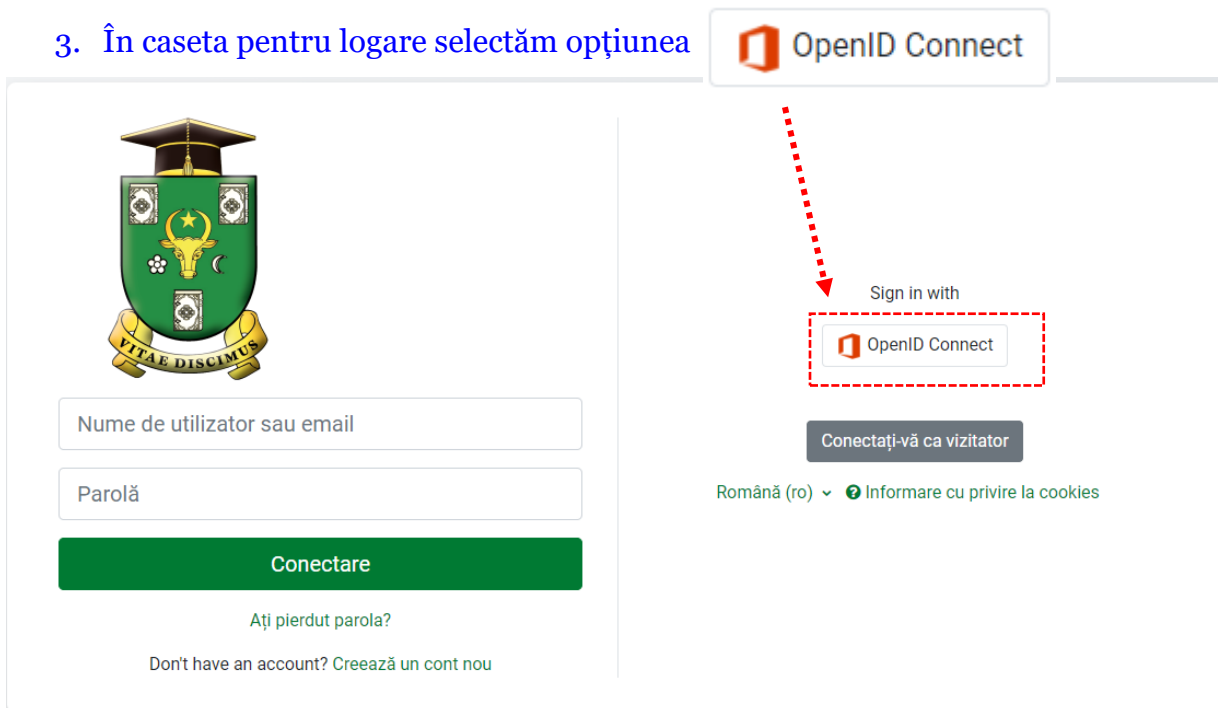 3. În caseta pentru logare selectăm opțiunea OpenID Connect
VITAE DISCIMUS
Nume de utilizator sau email
Parolă
Conectare
Ați pierdut parola?
Don't have an account? Creează un cont nou
Sign in with
OpenID Connect
Conectați-vă ca vizitator
Română (ro) Informare cu privire la cookies